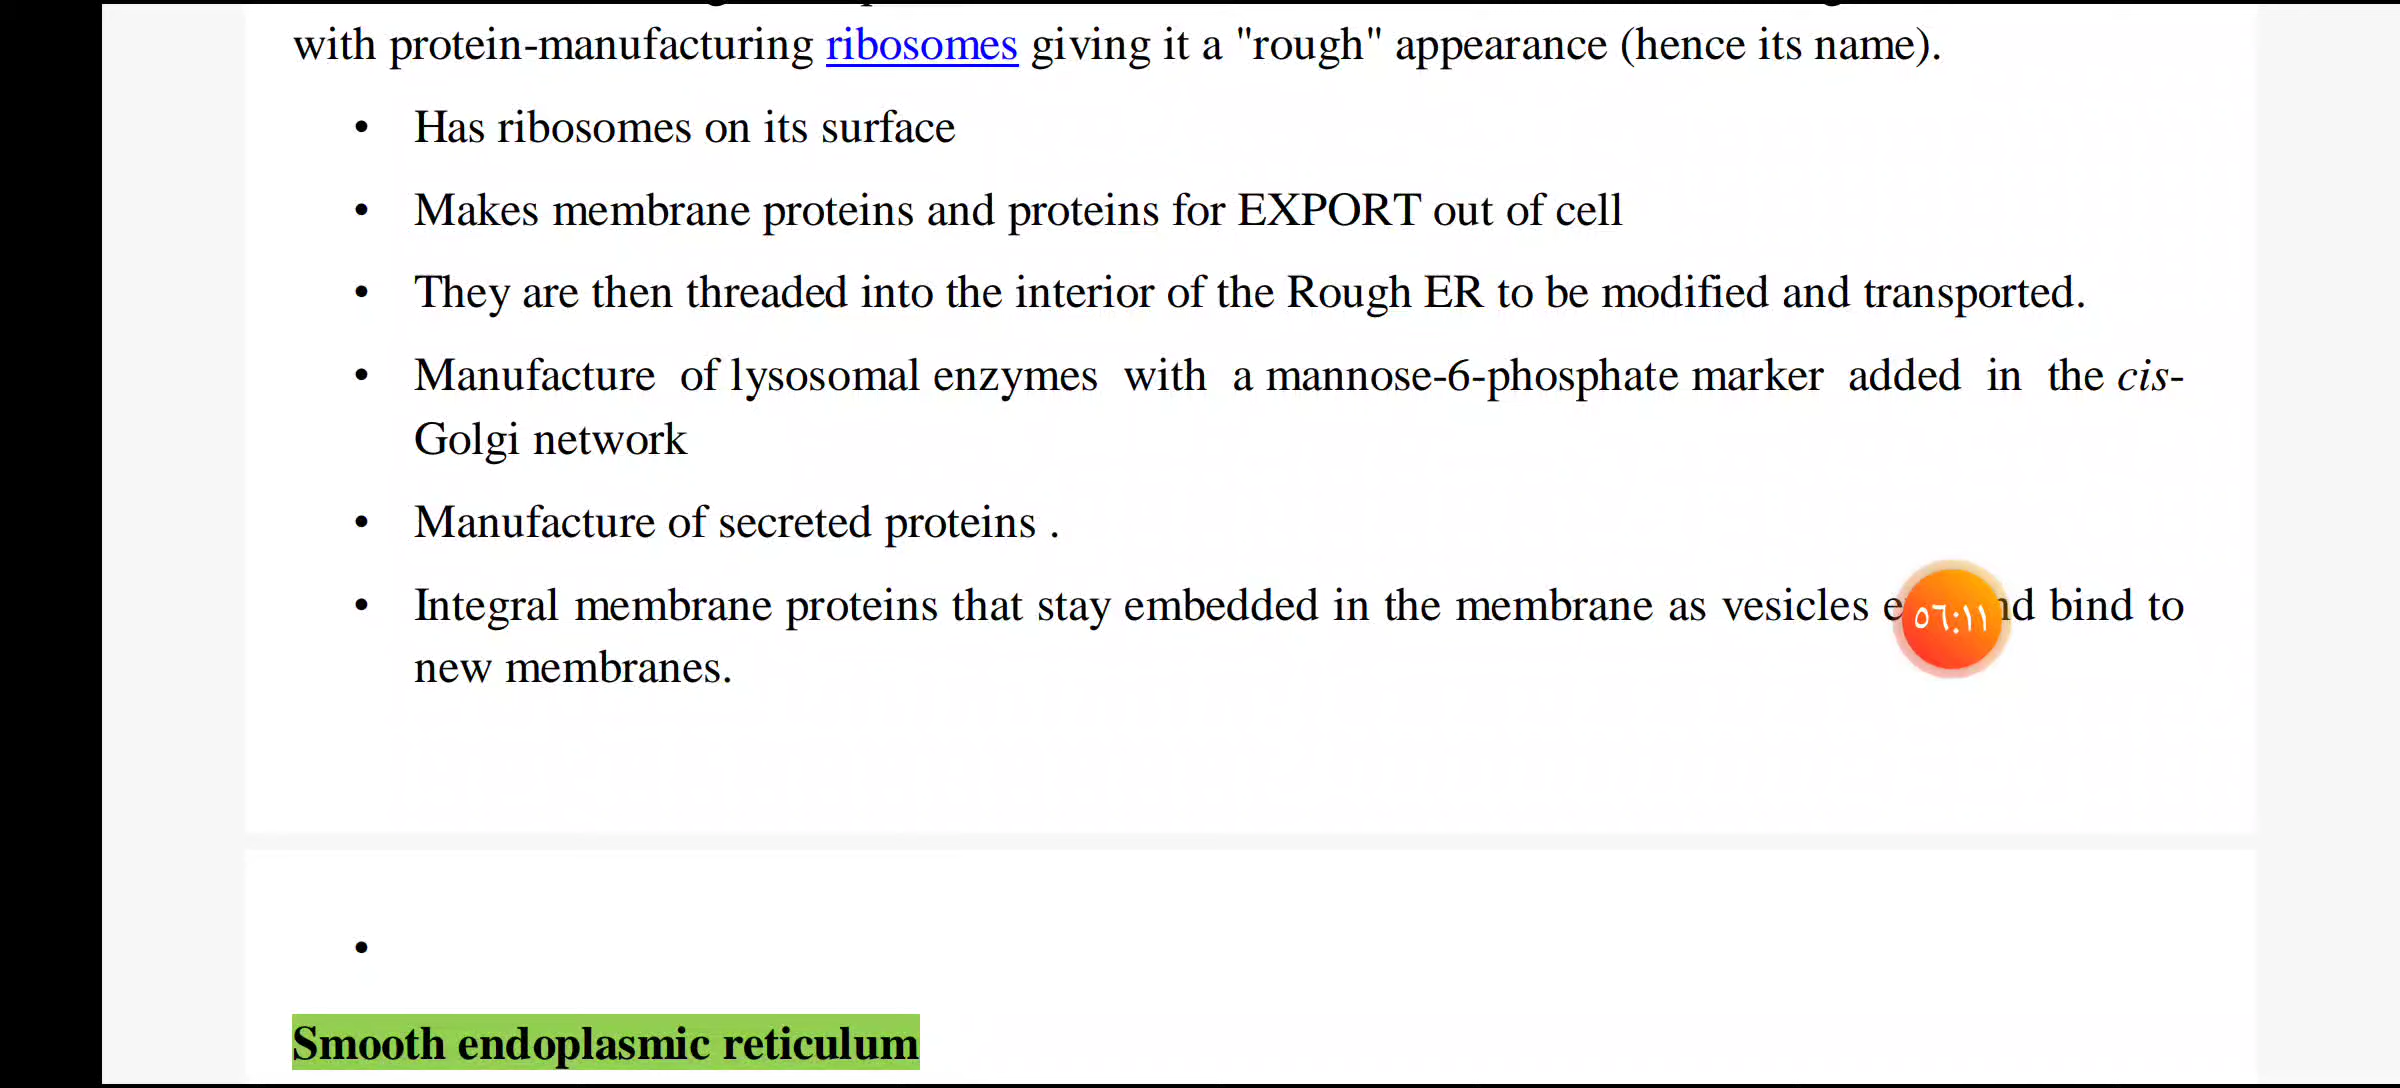 with protein-manufacturing ribosomes giving it a "rough" appearance (hence its name).
• Has ribosomes on its surface
• Makes membrane proteins and proteins for EXPORT out of cell
• They are then threaded into the interior of the Rough ER to be modified and transported.
• Manufacture of lysosomal enzymes with a mannose-6-phosphate marker added in the cis-
Golgi network
• Manufacture of secreted proteins .
• Integral membrane proteins that stay embedded in the membrane as vesicles bind to
٥٦:١١
new membranes.
•
Smooth endoplasmic reticulum